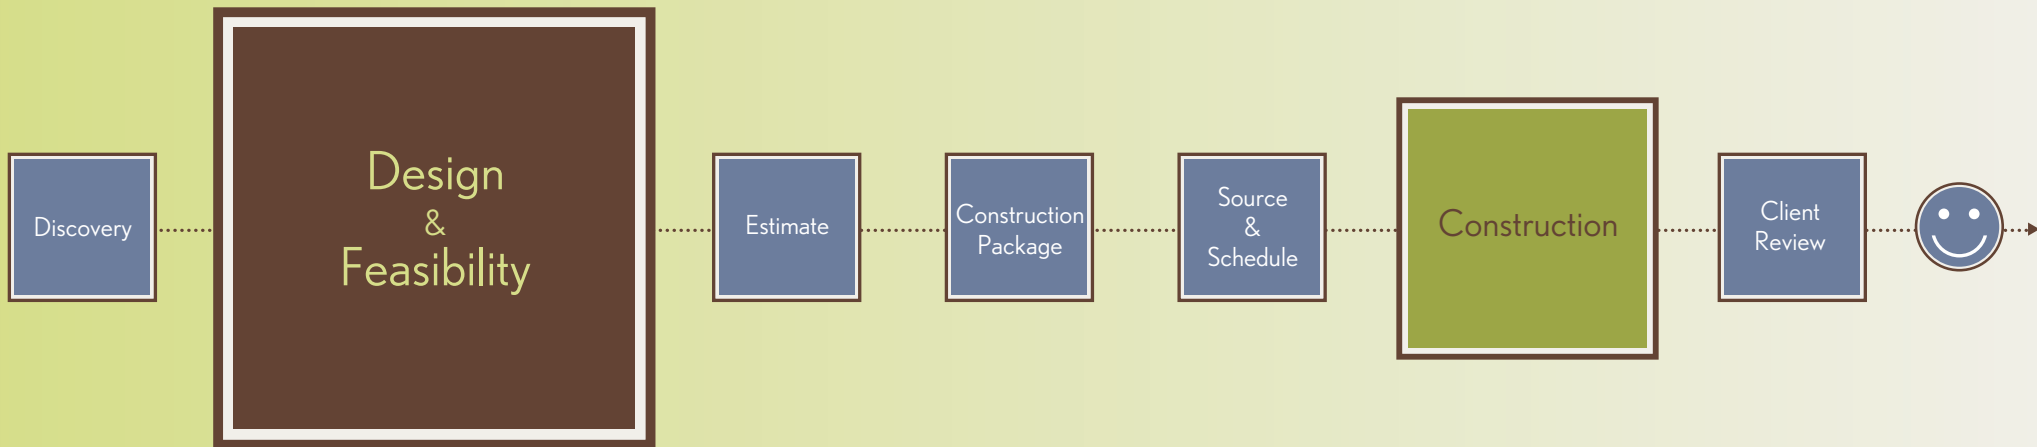 Discovery
Design
&
Feasibility
Estimate
Construction
Package
Source
&
Schedule
Construction
Client
Review